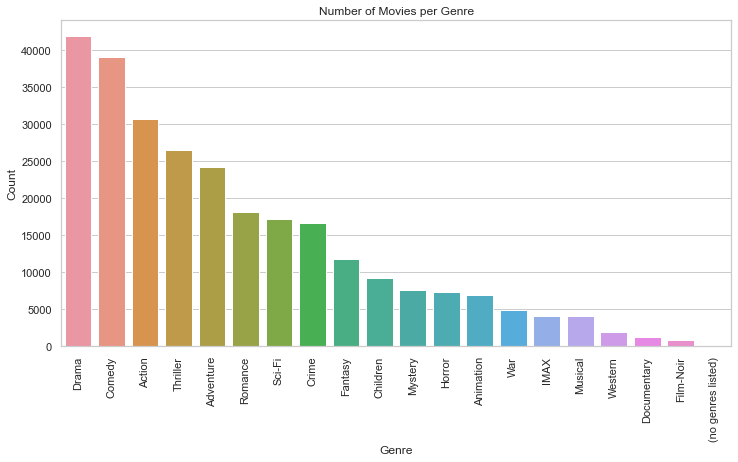 Number of Movies per Genre
Count
40000
35000
30000
25000
20000
15000
10000
5000
0
Drama
Comedy
Action
Thriller
Adventure
Romance
Sci-Fi
Crime
Fantasy
Children
Mystery
Horror
Animation
War
IMAX
Musical
Western
Documentary
Film-Noir
(no genres listed)
Genre